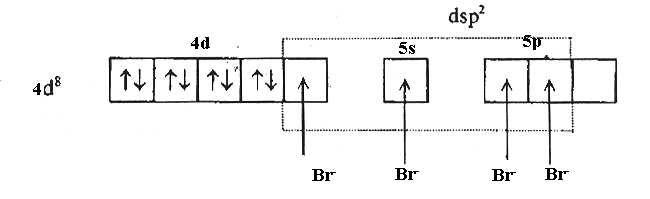 dsp²
4d 5s 5p
4d⁸ ↑↓ ↑↓ ↑↓ ↑↓
Br Br Br Br